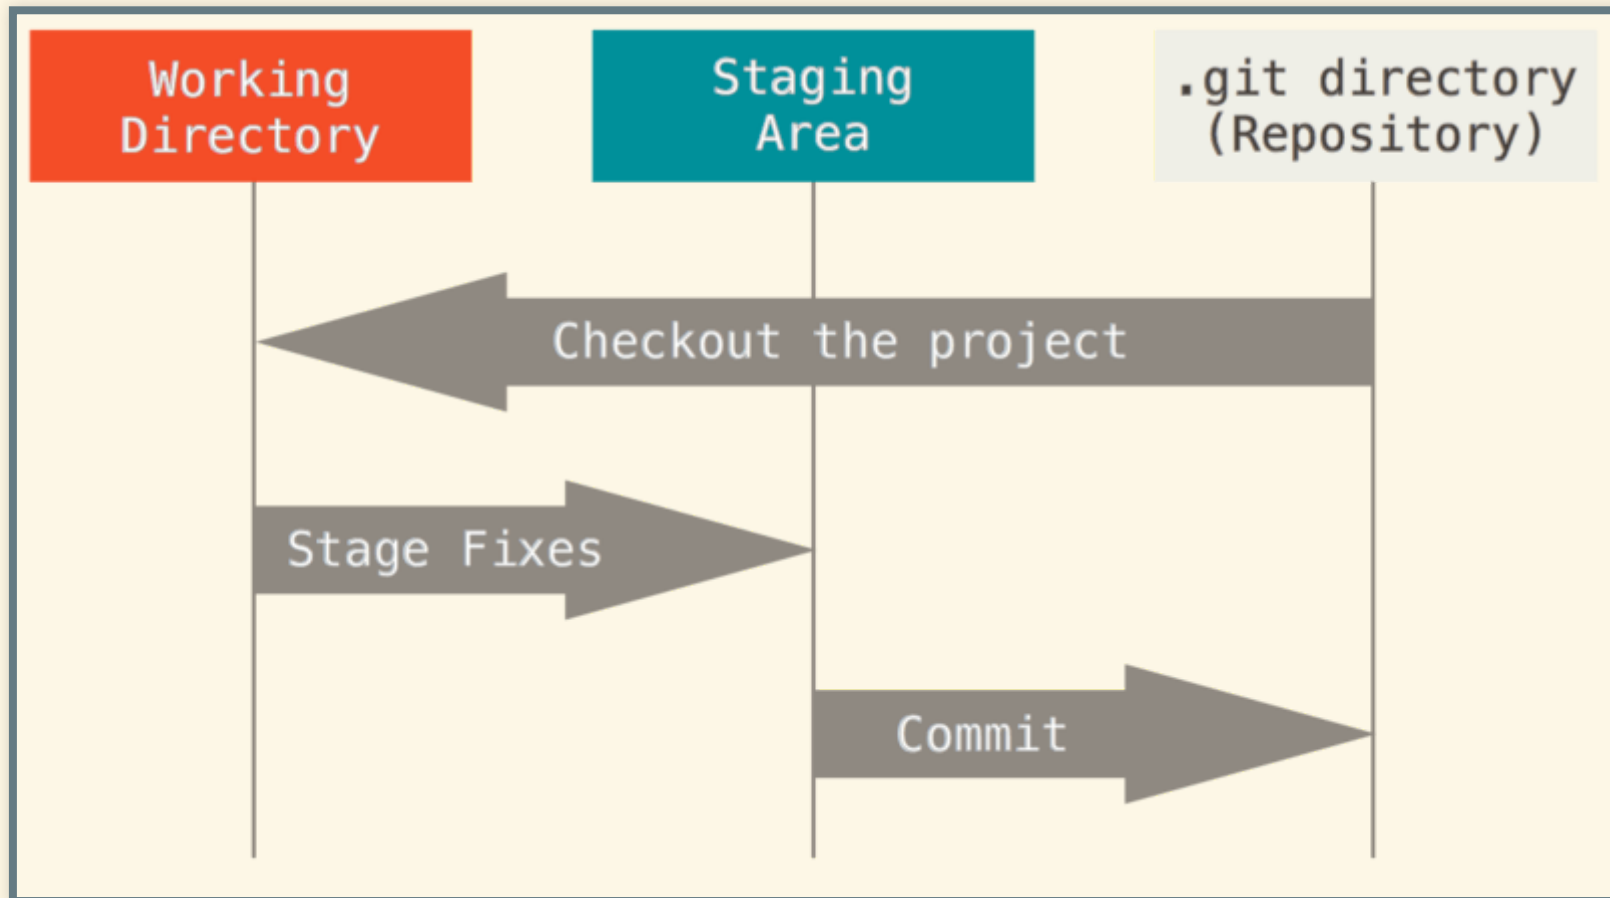 Working
Directory
Staging
Area
.git directory
(Repository)
Checkout the project
Stage Fixes
Commit